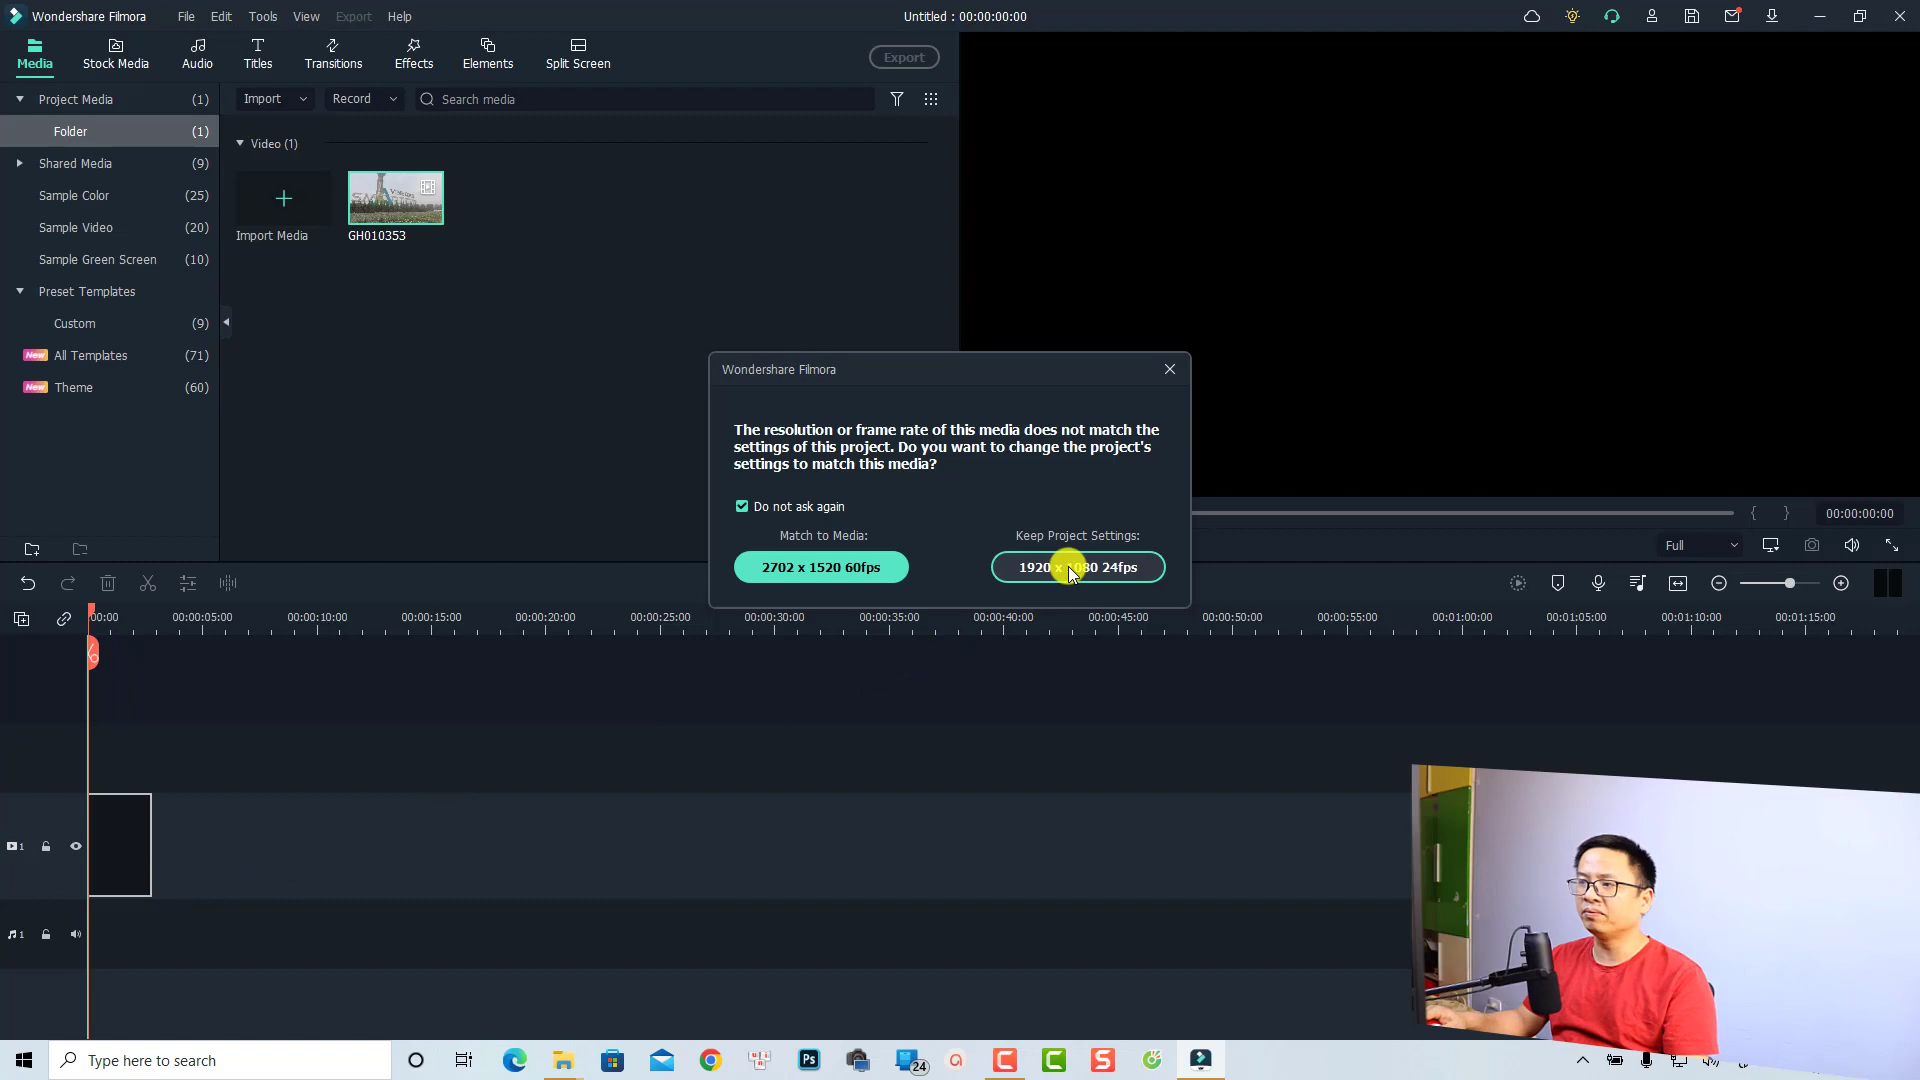 Wondershare Filmora File Edit Tools View Export Help Untitled : 00:00:00:00
Media Stock Media Audio Titles Transitions Effects Elements Split Screen Export
Project Media (1)
Folder (1)
Shared Media (9)
Sample Color (25)
Sample Video (20)
Sample Green Screen (10)
Preset Templates
Custom (9)
New All Templates (71)
New Theme (60)
Import Record Search media
Video (1)
Import Media GH010353
Wondershare Filmora
The resolution or frame rate of this media does not match the
settings of this project. Do you want to change the project's
settings to match this media?
Do not ask again
Match to Media: Keep Project Settings:
2702 x 1520 60fps 1920 x 1080 24fps
{ } 00:00:00:00
Full
:00:00 00:00:05:00 00:00:10:00 00:00:15:00 00:00:20:00 00:00:25:00 00:00:30:00 00:00:35:00 00:00:40:00 00:00:45:00 00:00:50:00 00:00:55:00 00:01:00:00 00:01:05:00 00:01:10:00 00:01:15:00
1
1
Type here to search Ps 24 C C S